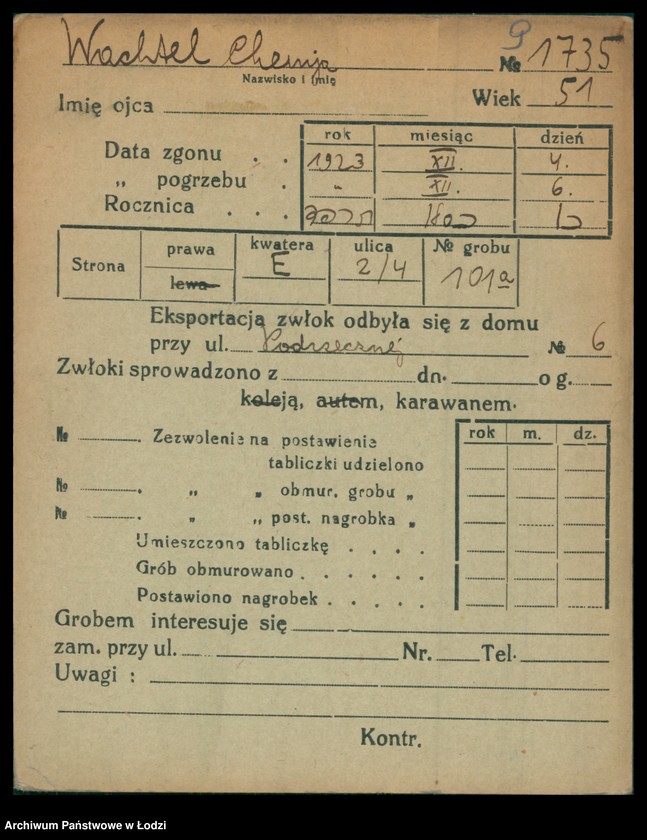 Wachtel Chemja
Nazwisko i imię
9
№ 1735
Imię ojca
Wiek 51
rok miesiąc dzień
Data zgonu . . 1923 XII. 4.
„ pogrzebu . " XII. 6.
Rocznica . . .
Strona prawa lewa kwatera E ulica 2/4 № grobu 101a
Eksportacją zwłok odbyła się z domu
przy ul. Podrzecznej № 6
Zwłoki sprowadzono z dn. o g.
koleją, autem, karawanem.
rok m. dz.
№ . Zezwolenie na postawienie
tabliczki udzielono
№ . „ „ obmur. grobu „
№ . „ „ post. nagrobka „
Umieszczono tabliczkę . . . .
Grób obmurowano . . . . .
Postawiono nagrobek . . . . .
Grobem interesuje się
zam. przy ul. Nr. Tel.
Uwagi :
Kontr.
Archiwum Państwowe w Łodzi